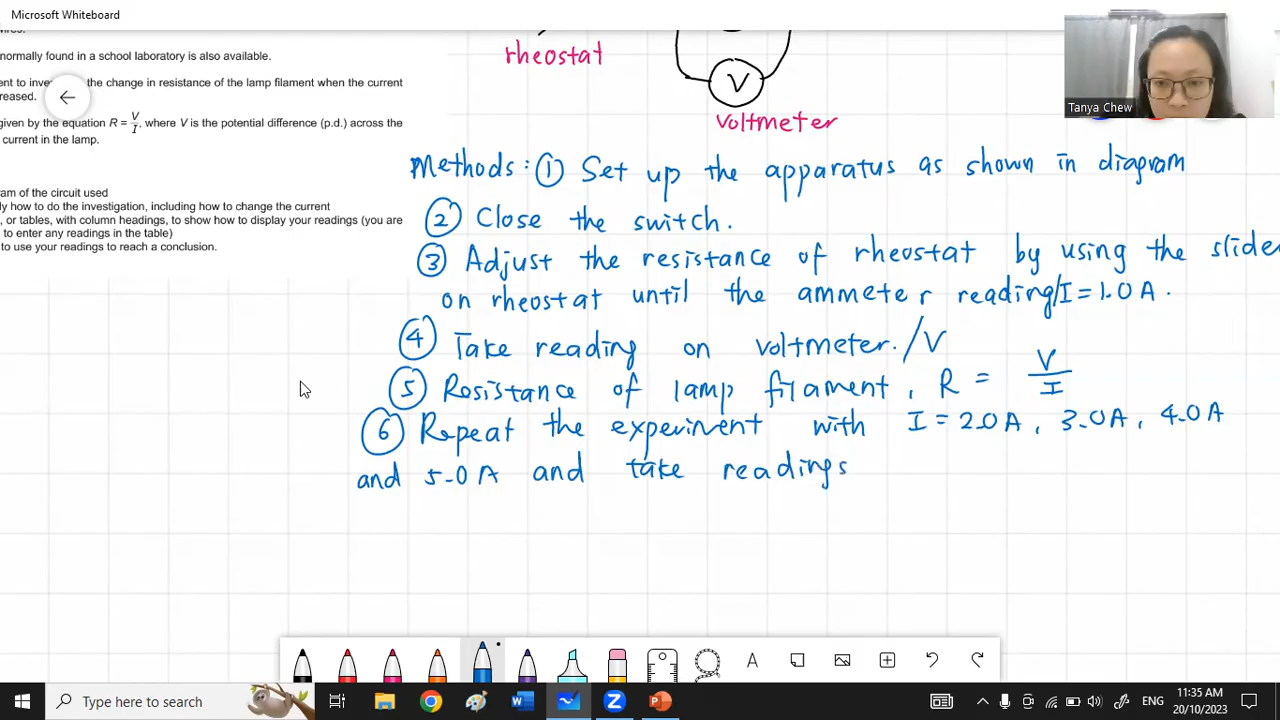 Microsoft Whiteboard
normally found in a school laboratory is also available.
the change in resistance of the lamp filament when the current
given by the equation R = V/I, where V is the potential difference (p.d.) across the
current in the lamp.
of the circuit used
how to do the investigation, including how to change the current
, or tables, with column headings, to show how to display your readings (you are
to enter any readings in the table)
to use your readings to reach a conclusion.
rheostat
V
voltmeter
Tanya Chew
Methods: ① Set up the apparatus as shown in diagram
② Close the switch.
③ Adjust the resistance of rheostat by using the slide
on rheostat until the ammeter reading/I = 1.0 A.
④ Take reading on voltmeter. / V
⑤ Resistance of lamp filament, R = V/I
⑥ Repeat the experiment with I = 2.0 A, 3.0 A, 4.0 A
and 5.0 A and take readings
A
Type here to search
ENG
11:35 AM
20/10/2023